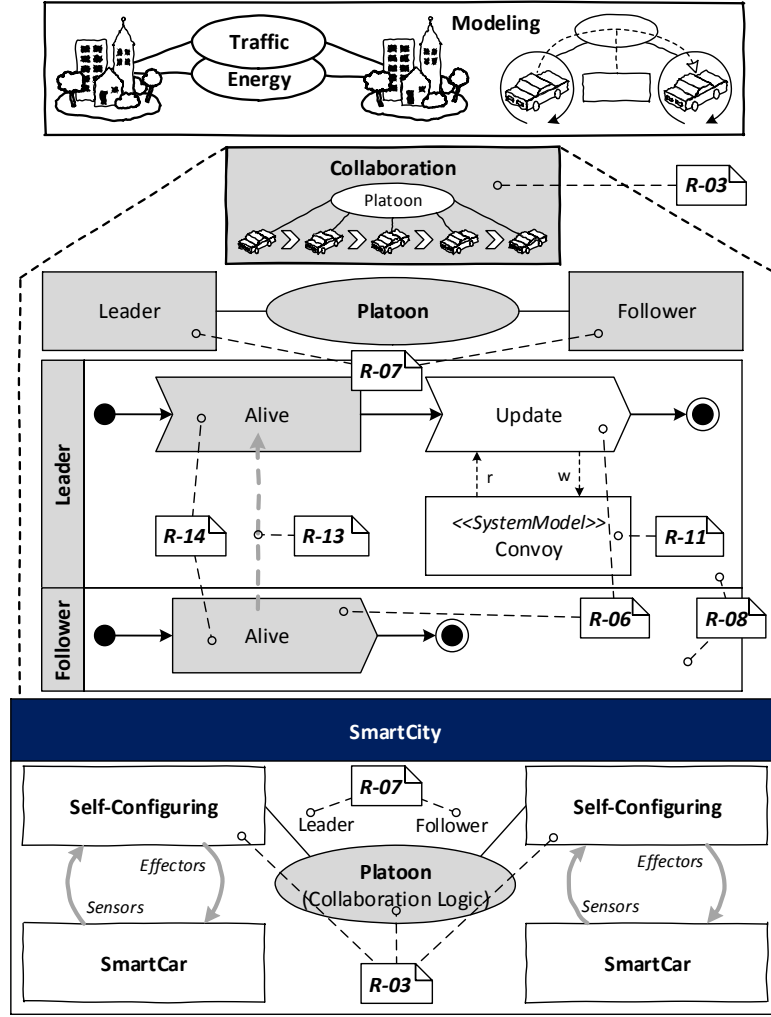 Modeling
Traffic
Energy
Collaboration
Platoon
R-03
Leader
Platoon
Follower
R-07
Leader
Alive
Update
r
w
<<SystemModel>>
Convoy
R-14
R-13
R-11
Follower
Alive
R-06
R-08
SmartCity
Self-Configuring
R-07
Self-Configuring
Leader
Follower
Effectors
Platoon
(Collaboration Logic)
Effectors
Sensors
Sensors
SmartCar
R-03
SmartCar